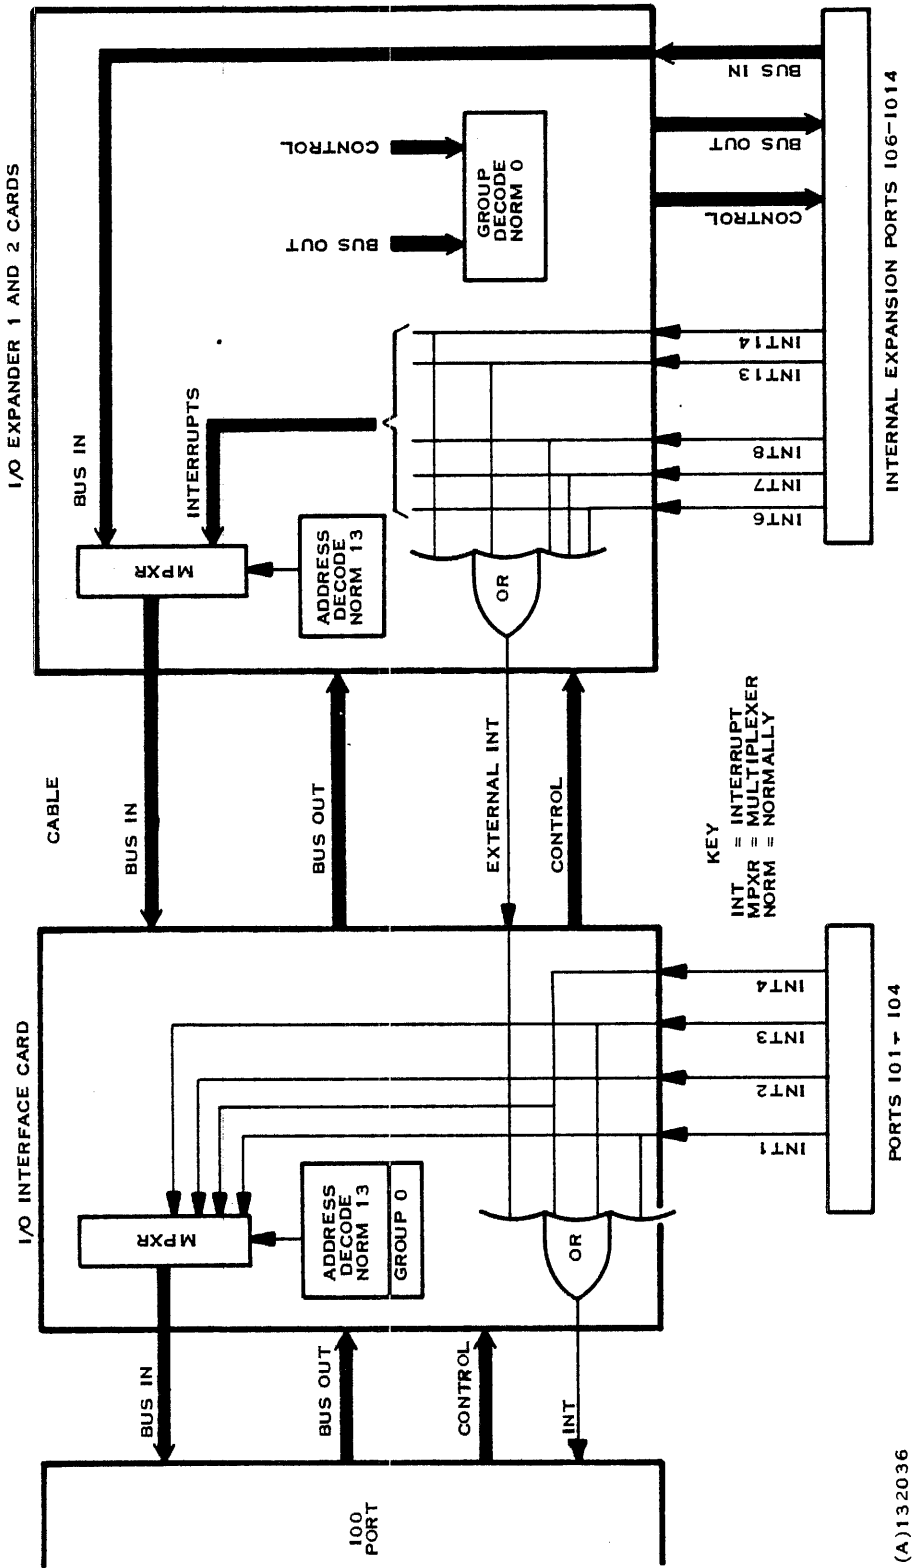 I/O EXPANDER 1 AND 2 CARDS
I/O INTERFACE CARD
CABLE
100
PORT
BUS IN
BUS OUT
CONTROL
INT
MPXR
ADDRESS
DECODE
NORM 13
GROUP 0
OR
BUS IN
BUS OUT
EXTERNAL INT
CONTROL
INT1
INT2
INT3
INT4
PORTS 101- 104
KEY
INT = INTERRUPT
MPXR = MULTIPLEXER
NORM = NORMALLY
BUS IN
INTERRUPTS
MPXR
ADDRESS
DECODE
NORM 13
OR
BUS OUT
CONTROL
GROUP
DECODE
NORM 0
INT6
INT7
INT8
INT13
INT14
CONTROL
BUS OUT
BUS IN
INTERNAL EXPANSION PORTS 106-1014
(A)132036